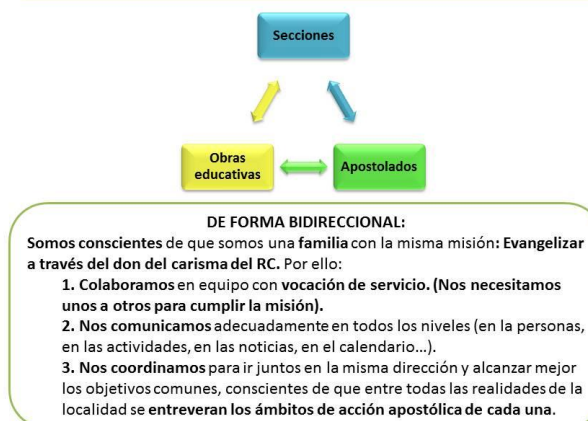 Secciones
Obras
educativas
Apostolados
DE FORMA BIDIRECCIONAL:
Somos conscientes de que somos una familia con la misma misión: Evangelizar
a través del don del carisma del RC. Por ello:
1. Colaboramos en equipo con vocación de servicio. (Nos necesitamos
unos a otros para cumplir la misión).
2. Nos comunicamos adecuadamente en todos los niveles (en la personas,
en las actividades, en las noticias, en el calendario...).
3. Nos coordinamos para ir juntos en la misma dirección y alcanzar mejor
los objetivos comunes, conscientes de que entre todas las realidades de la
localidad se entreveran los ámbitos de acción apostólica de cada una.